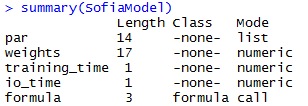 > summary(SofiaModel)
              Length Class   Mode
par           14     -none-  list
weights       17     -none-  numeric
training_time  1     -none-  numeric
io_time        1     -none-  numeric
formula        3     formula call